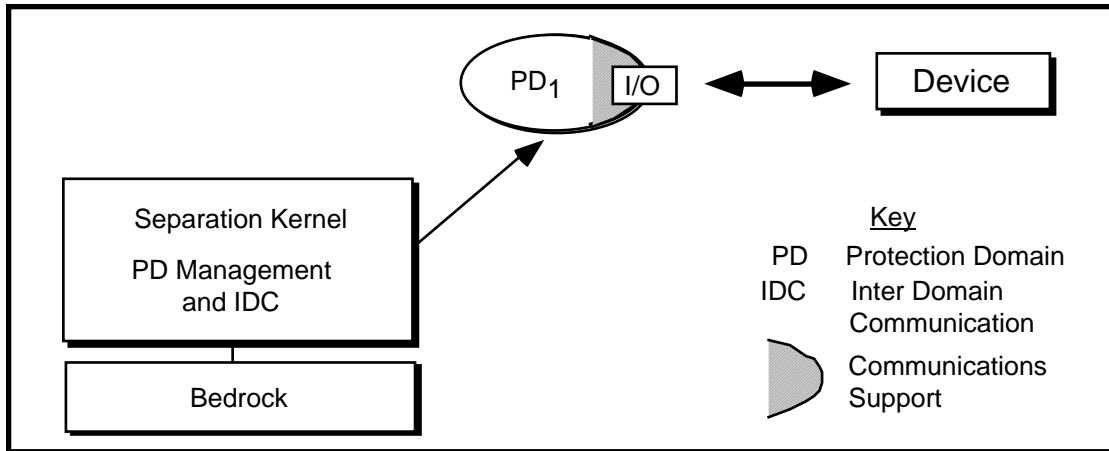 PD1
I/O
Device
Separation Kernel
PD Management
and IDC
Bedrock
Key
PD Protection Domain
IDC Inter Domain
Communication
Communications
Support